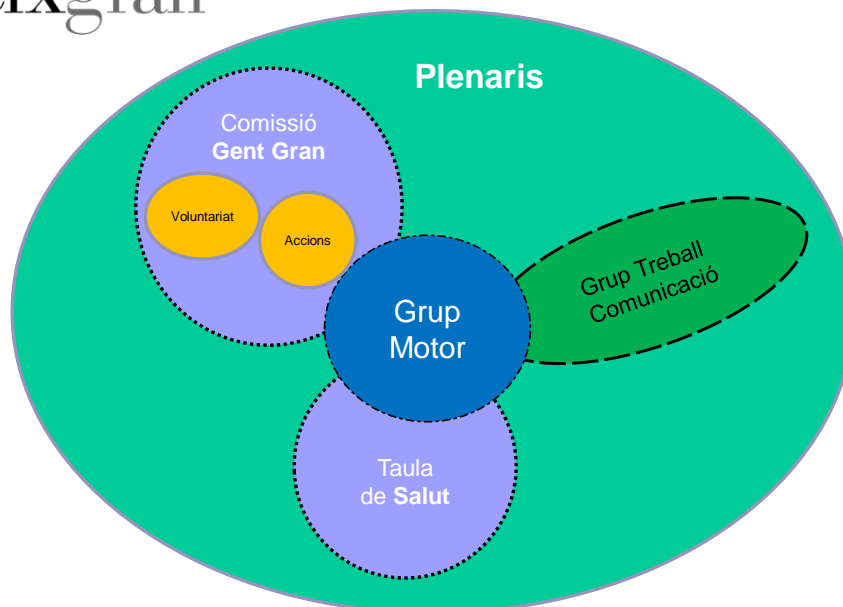 Plenaris
Comissió
Gent Gran
Voluntariat
Accions
Grup Treball
Comunicació
Grup
Motor
Taula
de Salut